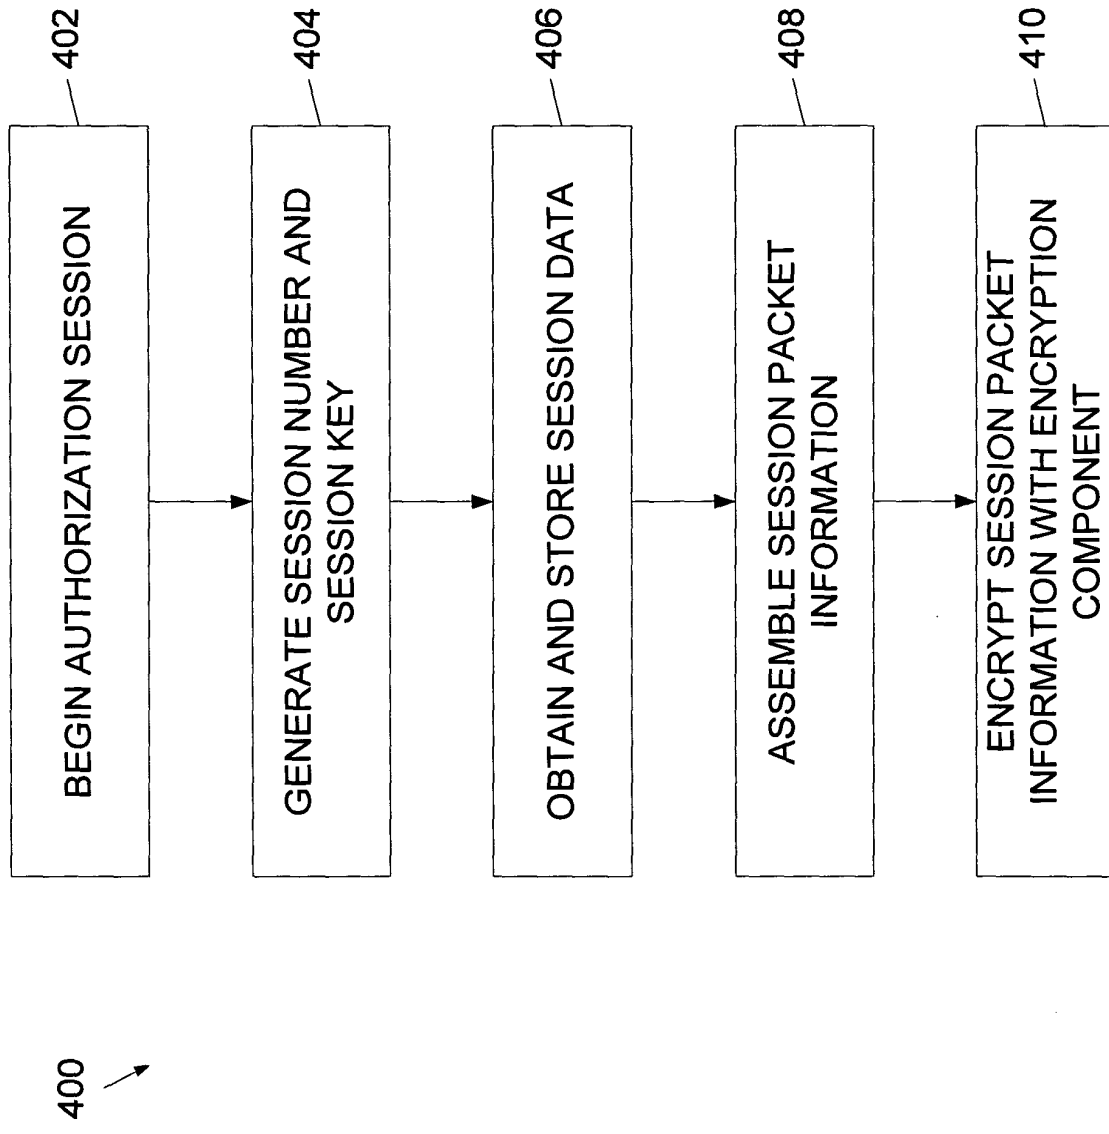 400
BEGIN AUTHORIZATION SESSION
402
GENERATE SESSION NUMBER AND
SESSION KEY
404
OBTAIN AND STORE SESSION DATA
406
ASSEMBLE SESSION PACKET
INFORMATION
408
ENCRYPT SESSION PACKET
INFORMATION WITH ENCRYPTION
COMPONENT
410